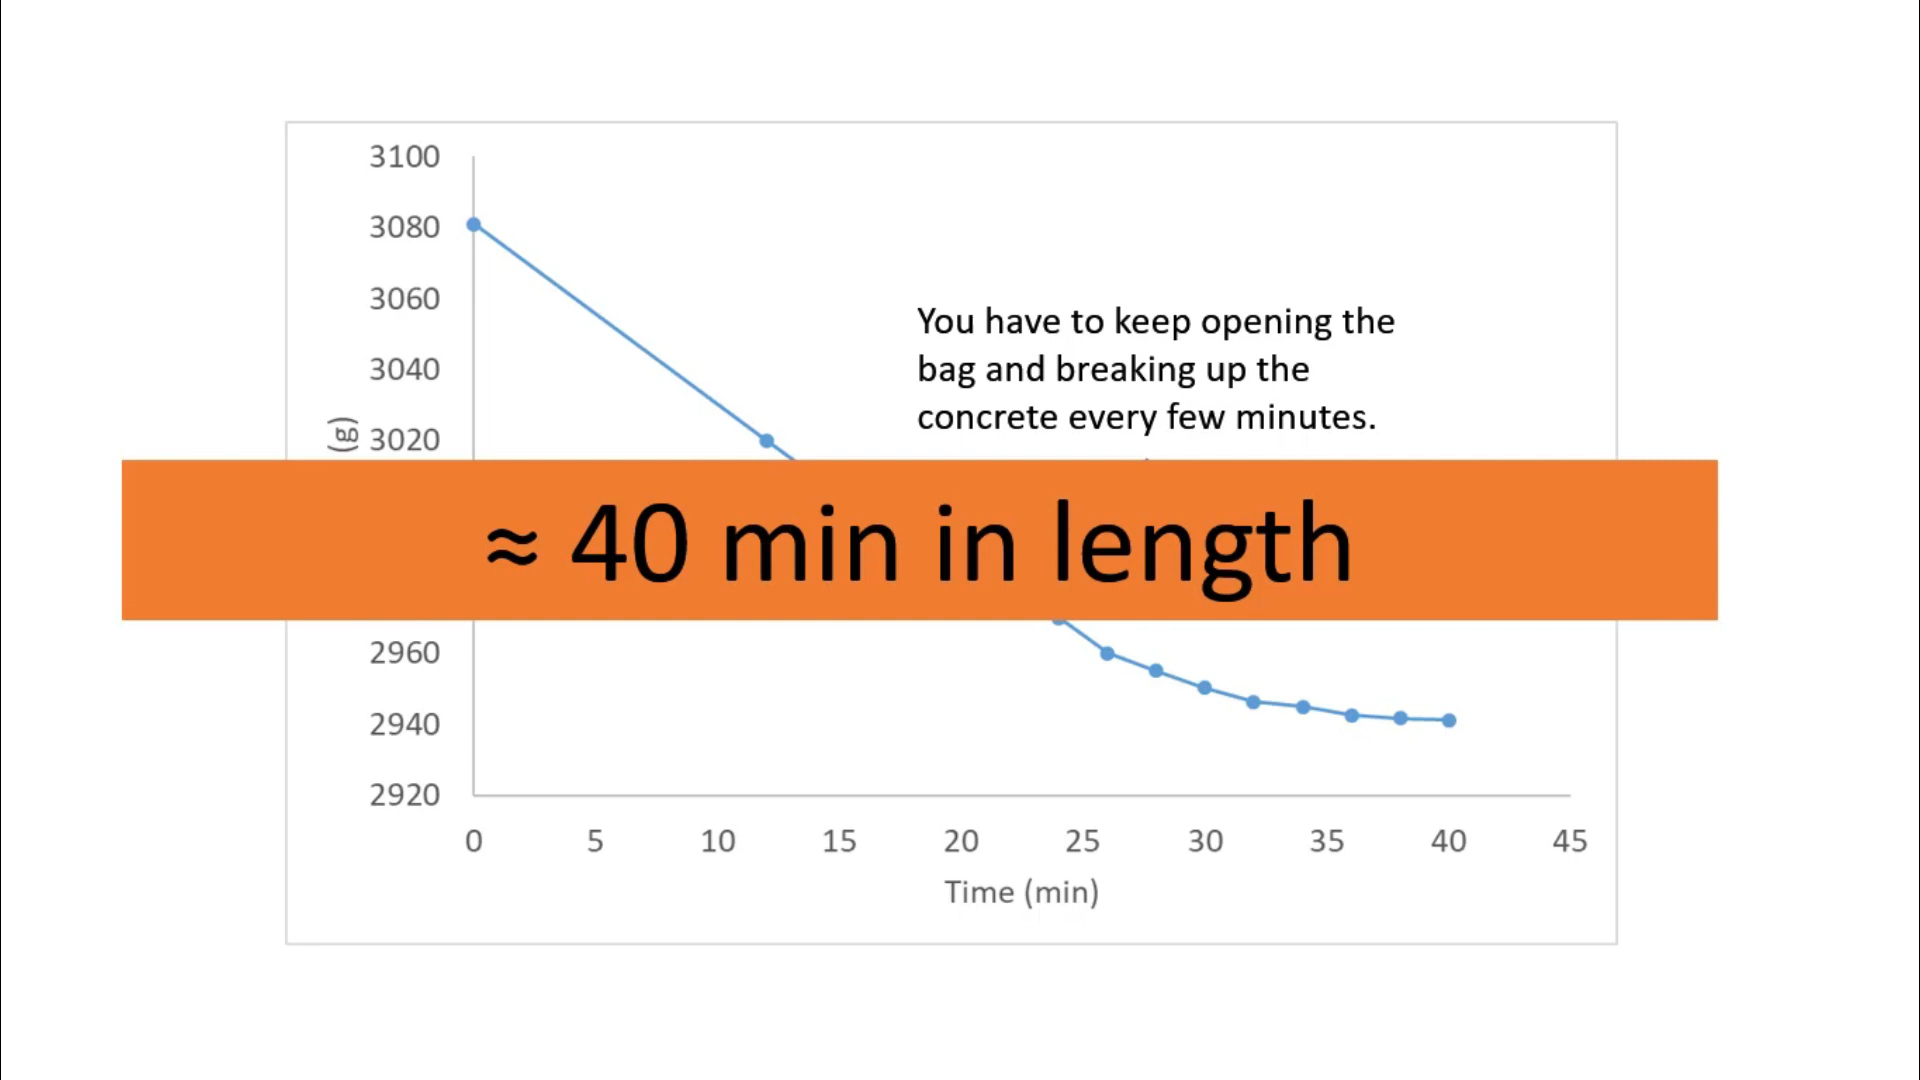 3100
3080
3060
3040
3020
(g)
You have to keep opening the
bag and breaking up the
concrete every few minutes.
≈ 40 min in length
2960
2940
2920
0 5 10 15 20 25 30 35 40 45
Time (min)